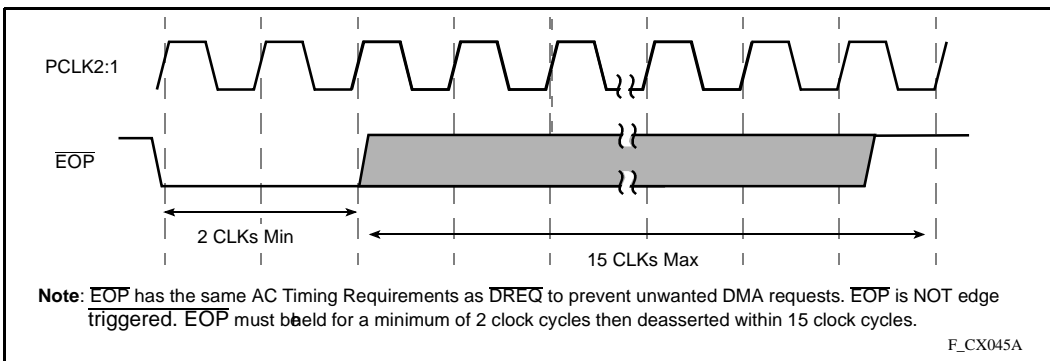 PCLK2:1
EOP
2 CLKs Min
15 CLKs Max
Note: EOP has the same AC Timing Requirements as DREQ to prevent unwanted DMA requests. EOP is NOT edge
triggered. EOP must be held for a minimum of 2 clock cycles then deasserted within 15 clock cycles.
F_CX045A